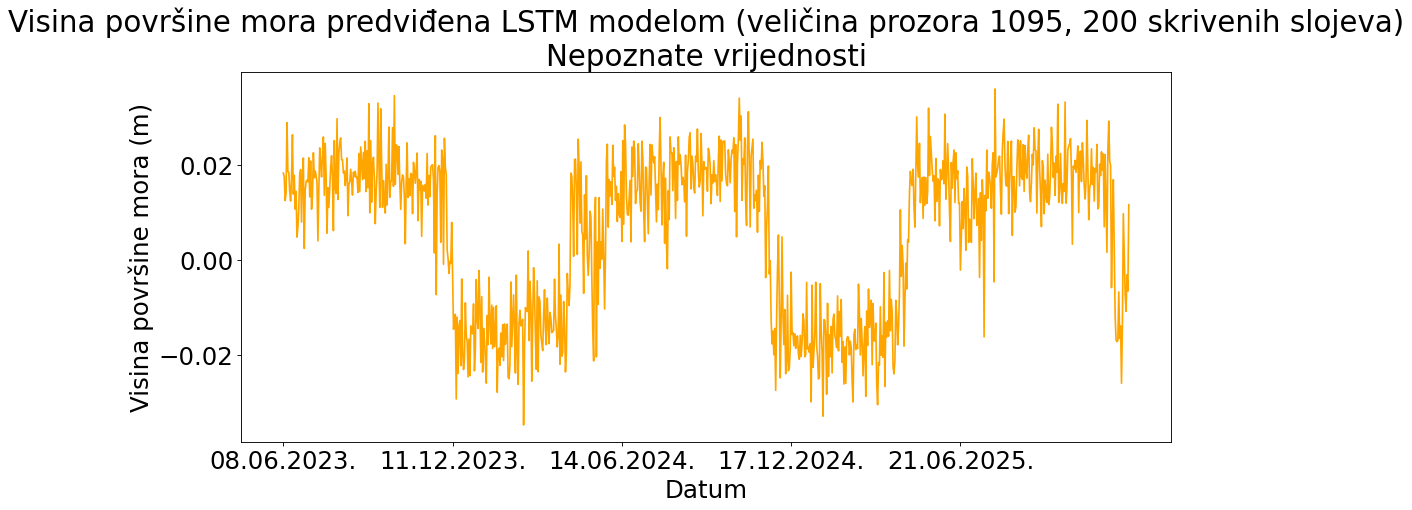 Visina površine mora predviđena LSTM modelom (veličina prozora 1095, 200 skrivenih slojeva)
Nepoznate vrijednosti
Visina površine mora (m)
0.02
0.00
−0.02
08.06.2023. 11.12.2023. 14.06.2024. 17.12.2024. 21.06.2025.
Datum